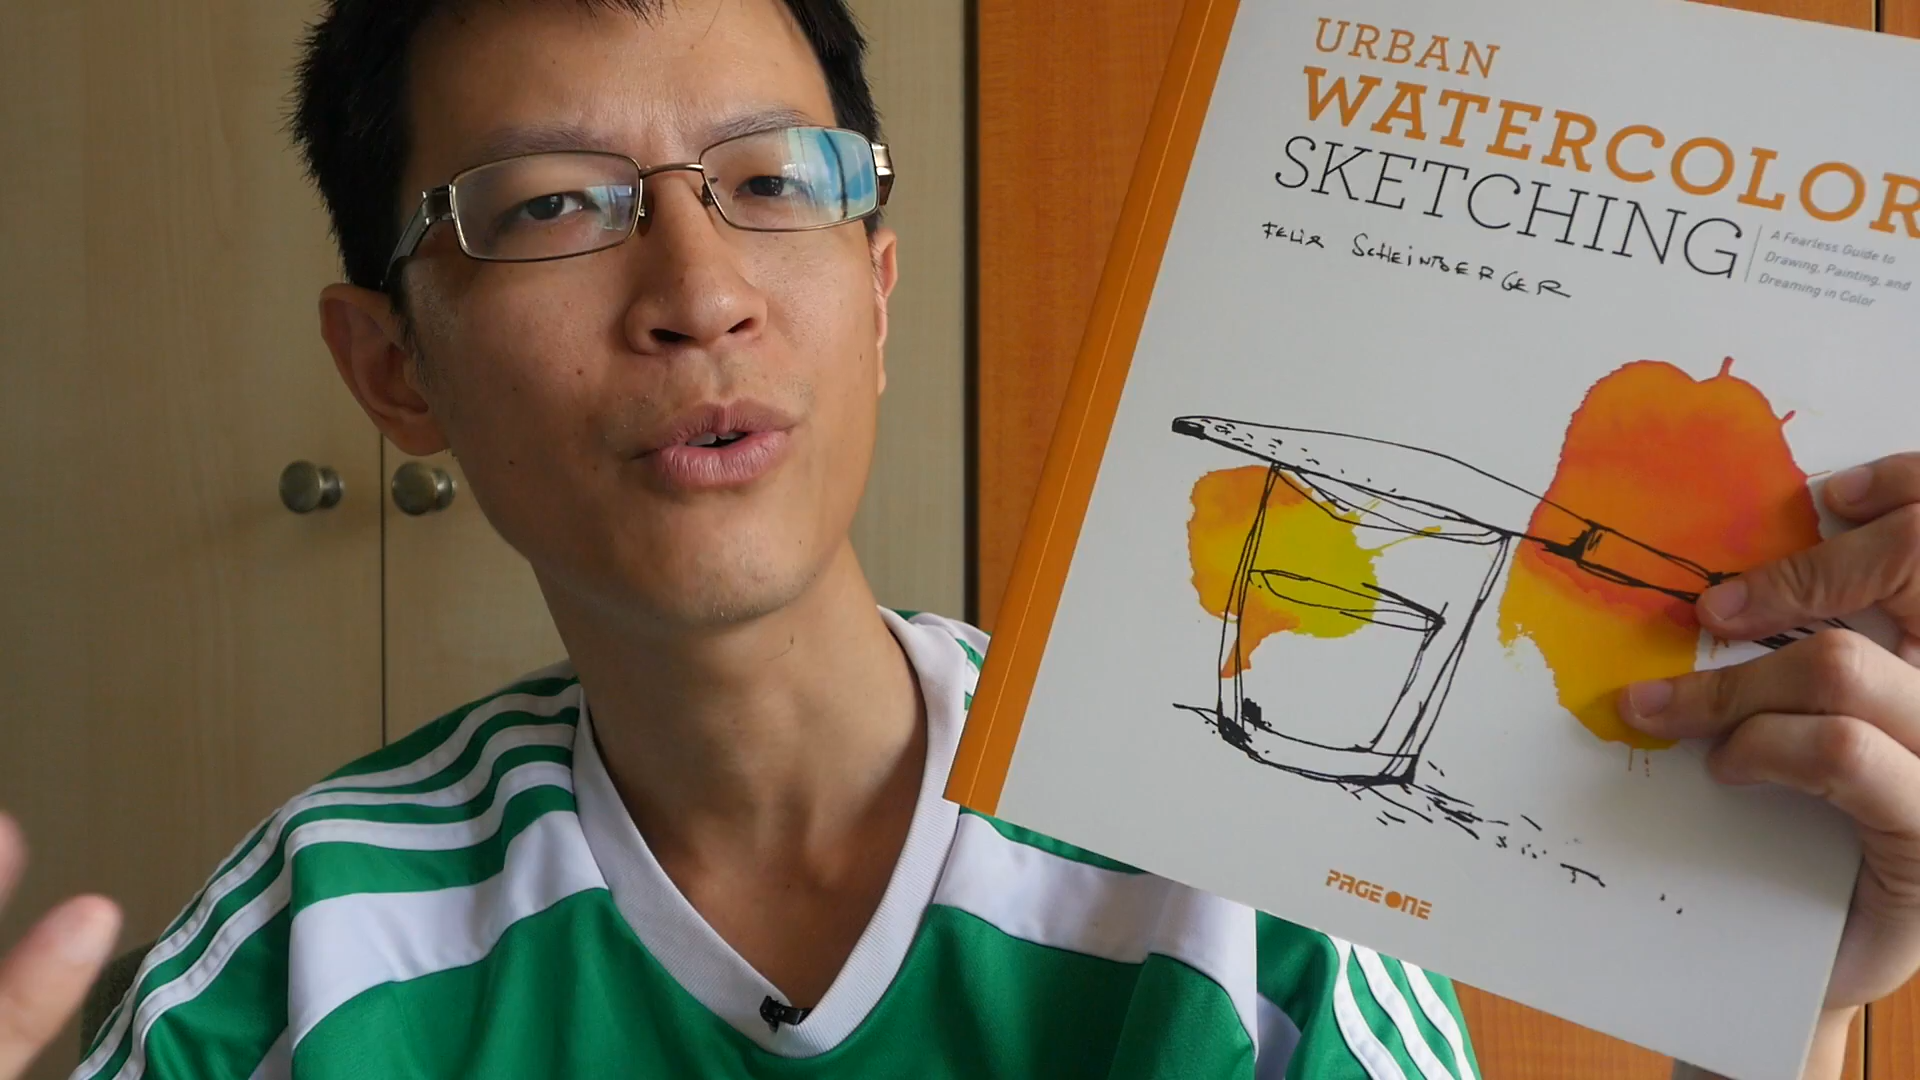 URBAN
WATERCOLOR
SKETCHING
A Fearless Guide to
Drawing, Painting, and
Dreaming in Color
FELIX SCHEINBERGER
PAGE ONE